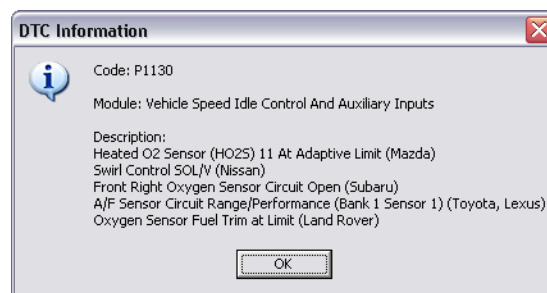 DTC Information
Code: P1130
Module: Vehicle Speed Idle Control And Auxiliary Inputs
Description:
Heated O2 Sensor (HO2S) 11 At Adaptive Limit (Mazda)
Swirl Control SOL/V (Nissan)
Front Right Oxygen Sensor Circuit Open (Subaru)
A/F Sensor Circuit Range/Performance (Bank 1 Sensor 1) (Toyota, Lexus)
Oxygen Sensor Fuel Trim at Limit (Land Rover)
OK